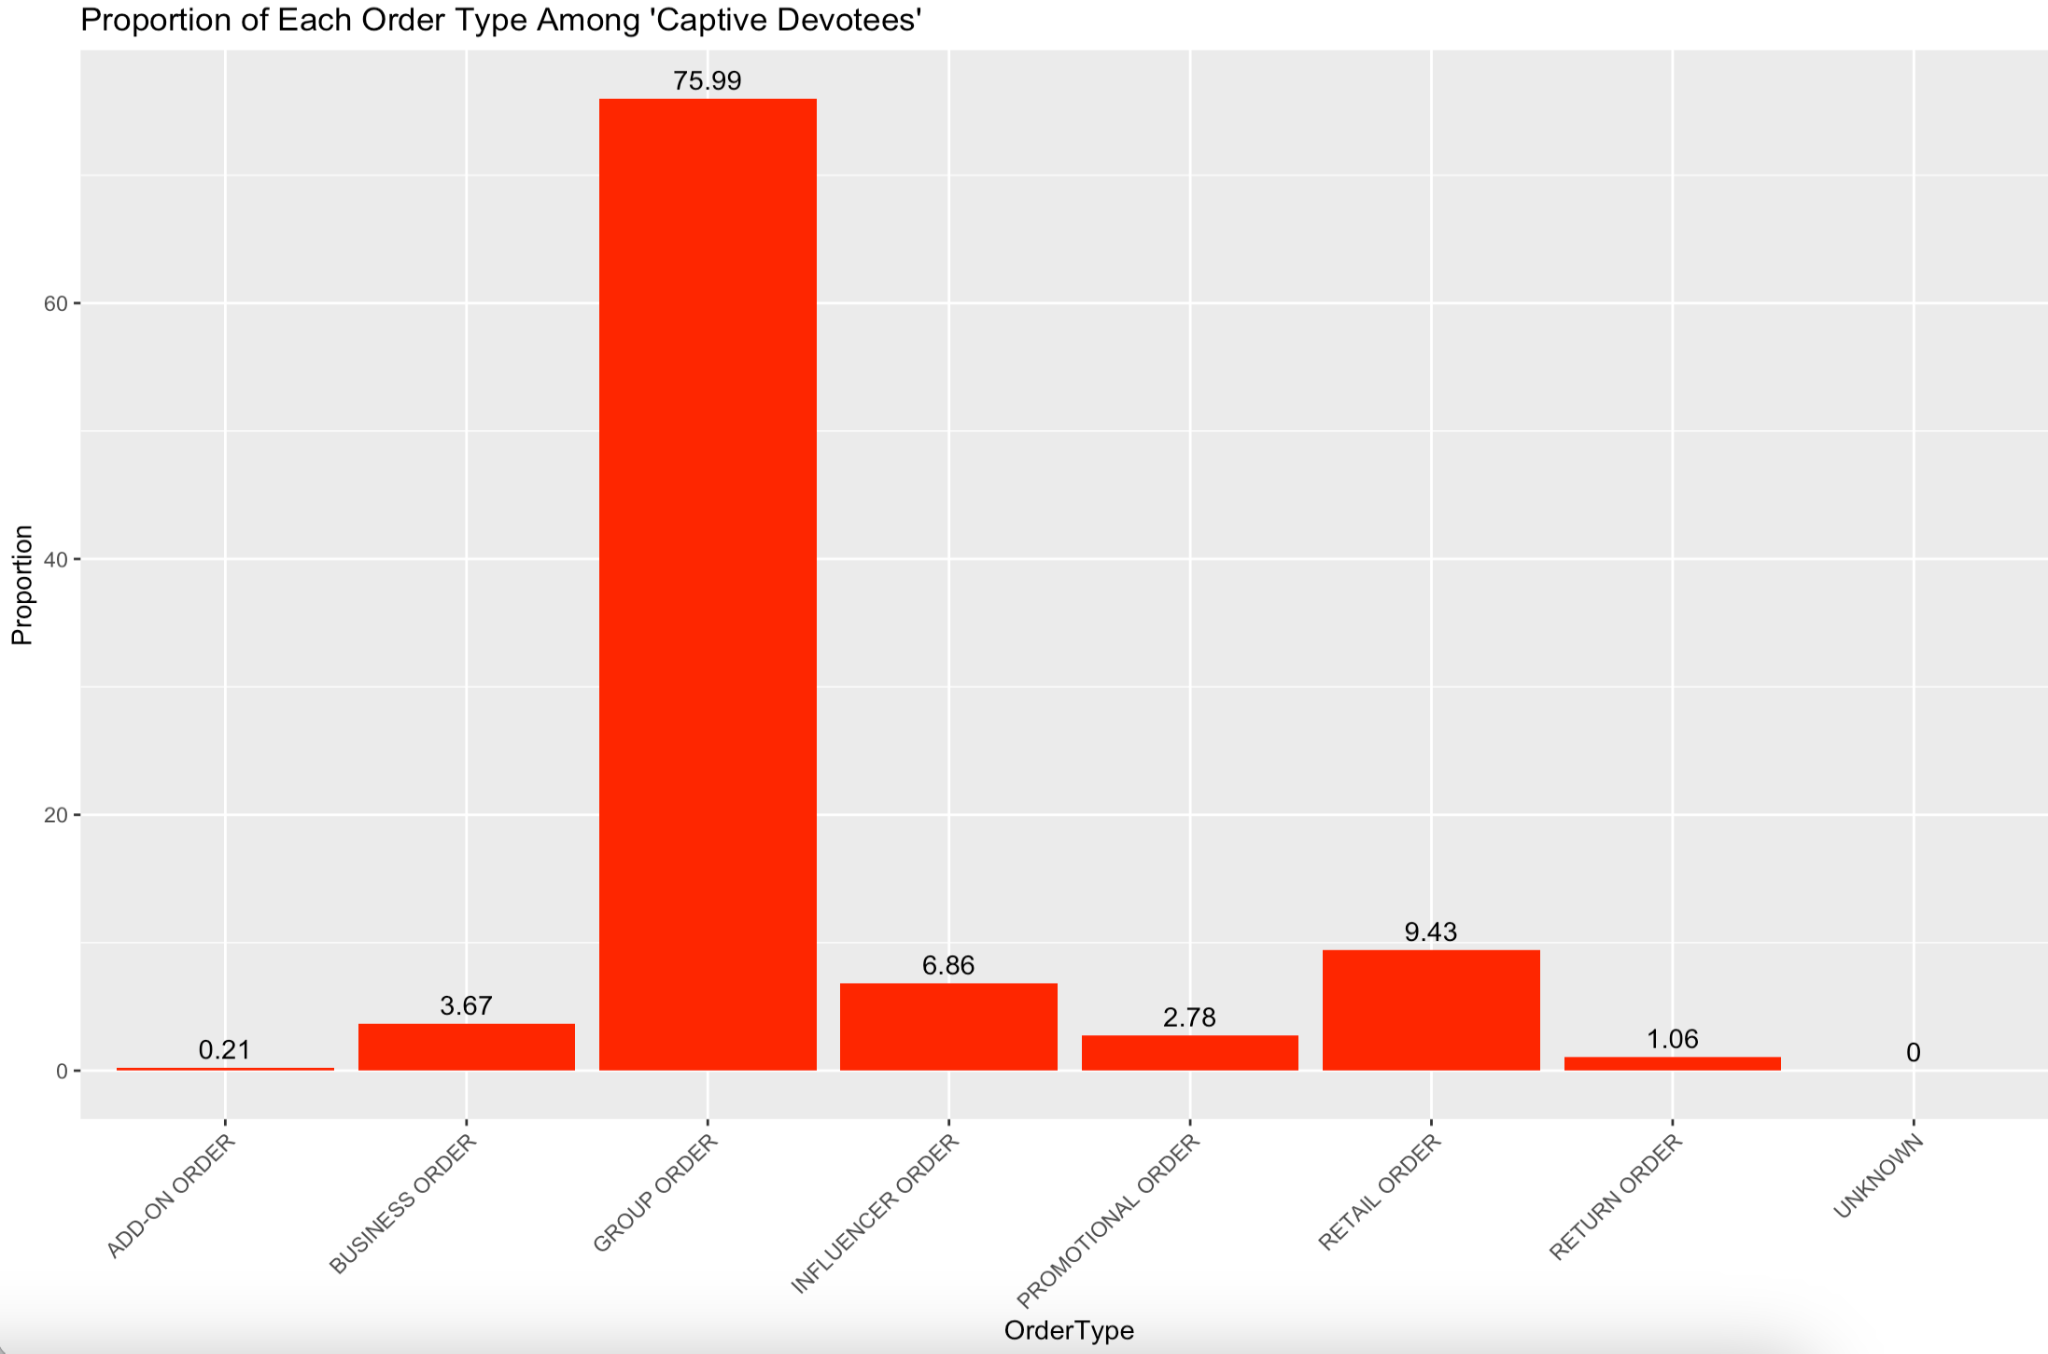 Proportion of Each Order Type Among 'Captive Devotees'
75.99
60
40
20
0
Proportion
0.21
3.67
6.86
2.78
9.43
1.06
0
ADD-ON ORDER
BUSINESS ORDER
GROUP ORDER
INFLUENCER ORDER
PROMOTIONAL ORDER
RETAIL ORDER
RETURN ORDER
UNKNOWN
OrderType